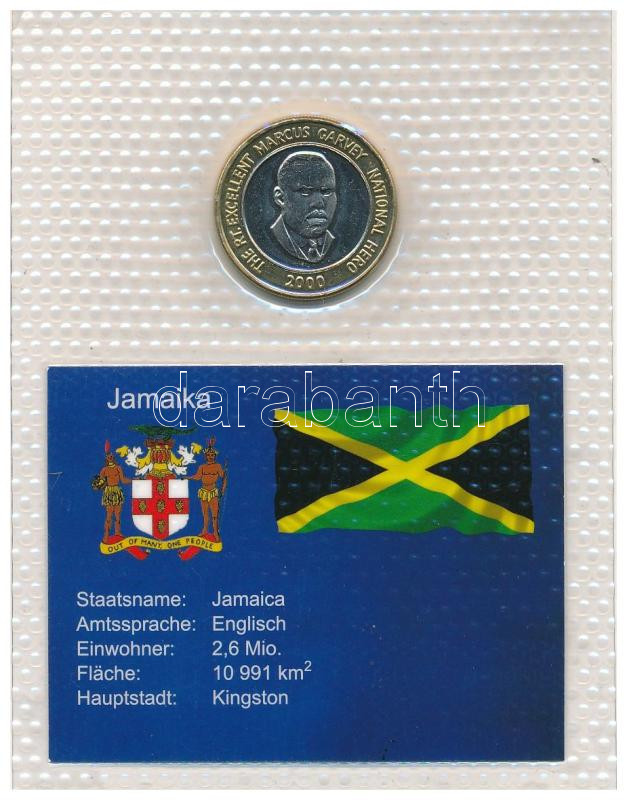 THE RT. EXCELLENT MARCUS GARVEY NATIONAL HERO
2000
Jamaika
darabanth
OUT OF MANY, ONE PEOPLE
Staatsname: Jamaica
Amtssprache: Englisch
Einwohner: 2,6 Mio.
Fläche: 10 991 km²
Hauptstadt: Kingston